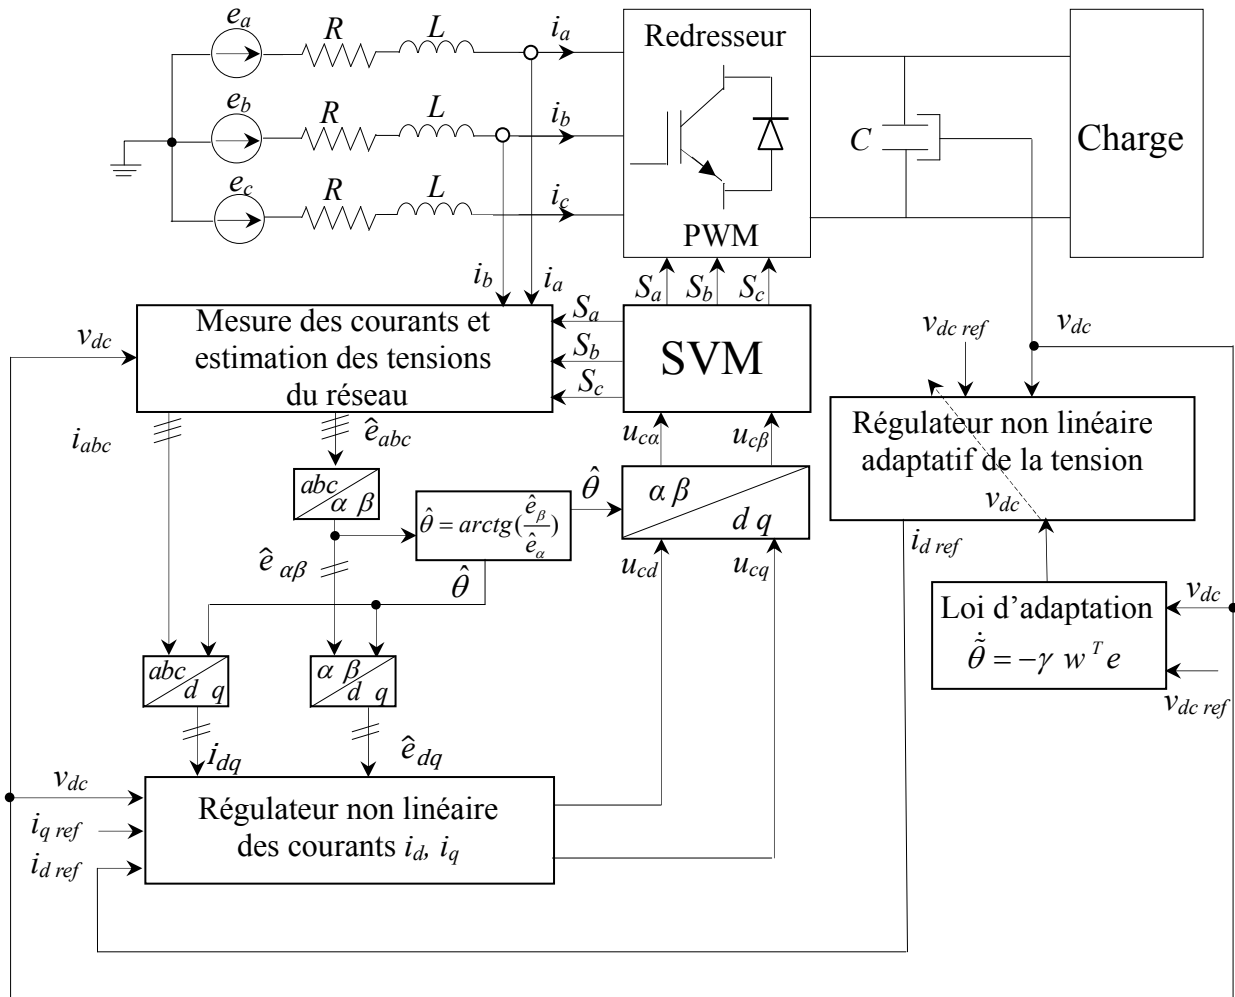 e_a R L i_a
Redresseur
e_b R L i_b
C
Charge
e_c R L i_c
PWM
i_b i_a
S_a S_b S_c
Mesure des courants et
estimation des tensions
du réseau
v_dc
S_a
S_b
S_c
SVM
v_dc ref
v_dc
i_abc
ê_abc
u_cα u_cβ
Régulateur non linéaire
adaptatif de la tension
v_dc
abc
α β
θ̂ = arctg(ê_β/ê_α)
θ̂
α β
d q
i_d ref
ê_αβ
θ̂
u_cd u_cq
Loi d’adaptation
θ̃̇ = −γ w^T e
v_dc
v_dc ref
abc
d q
α β
d q
i_dq
ê_dq
v_dc
i_q ref
i_d ref
Régulateur non linéaire
des courants i_d, i_q